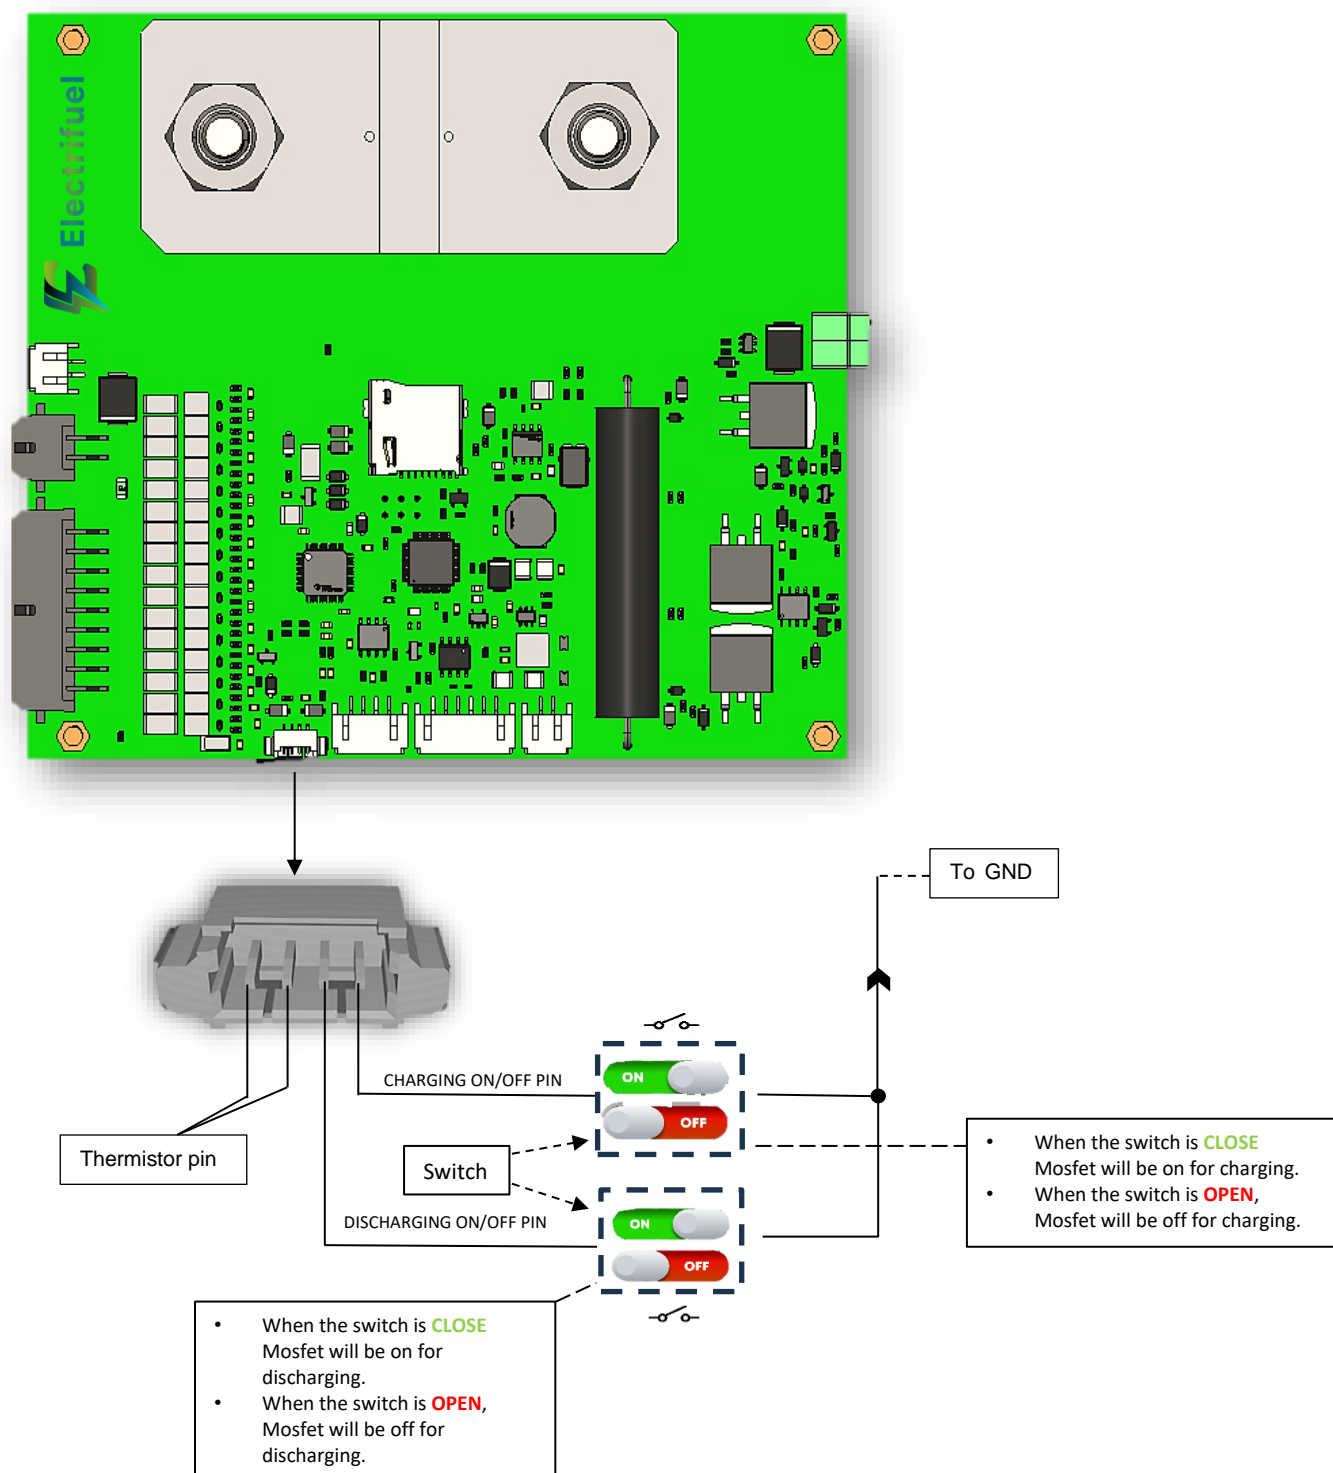 Electrifuel
To GND
CHARGING ON/OFF PIN
ON
OFF
Thermistor pin
Switch
• When the switch is CLOSE
Mosfet will be on for charging.
• When the switch is OPEN,
Mosfet will be off for charging.
DISCHARGING ON/OFF PIN
ON
OFF
• When the switch is CLOSE
Mosfet will be on for
discharging.
• When the switch is OPEN,
Mosfet will be off for
discharging.